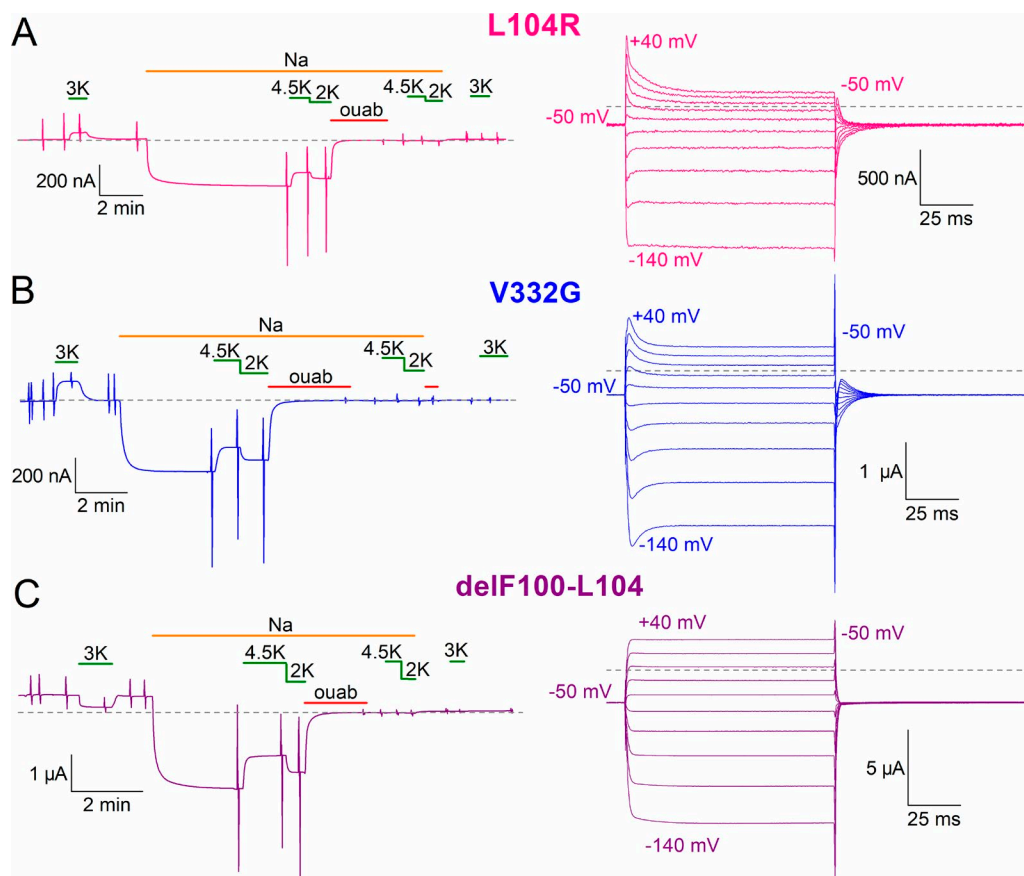 A
L104R
Na
3K
4.5K
2K
ouab
4.5K
2K
3K
200 nA
2 min
+40 mV
-50 mV
-50 mV
-140 mV
500 nA
25 ms
B
V332G
Na
3K
4.5K
2K
ouab
4.5K
2K
3K
200 nA
2 min
+40 mV
-50 mV
-50 mV
-140 mV
1 µA
25 ms
C
delF100-L104
Na
3K
4.5K
2K
ouab
4.5K
2K
3K
1 µA
2 min
+40 mV
-50 mV
-50 mV
-140 mV
5 µA
25 ms